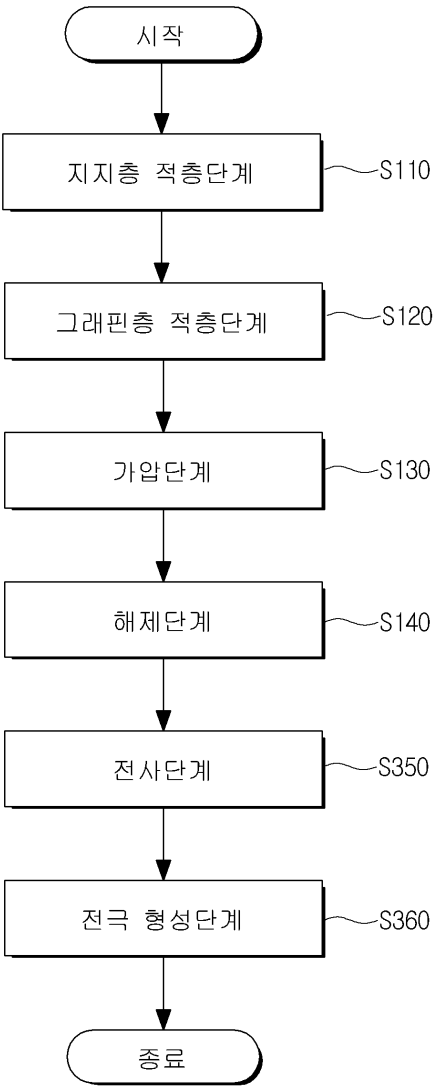 시작
지지층 적층단계
S110
그래핀층 적층단계
S120
가압단계
S130
해제단계
S140
전사단계
S350
전극 형성단계
S360
종료